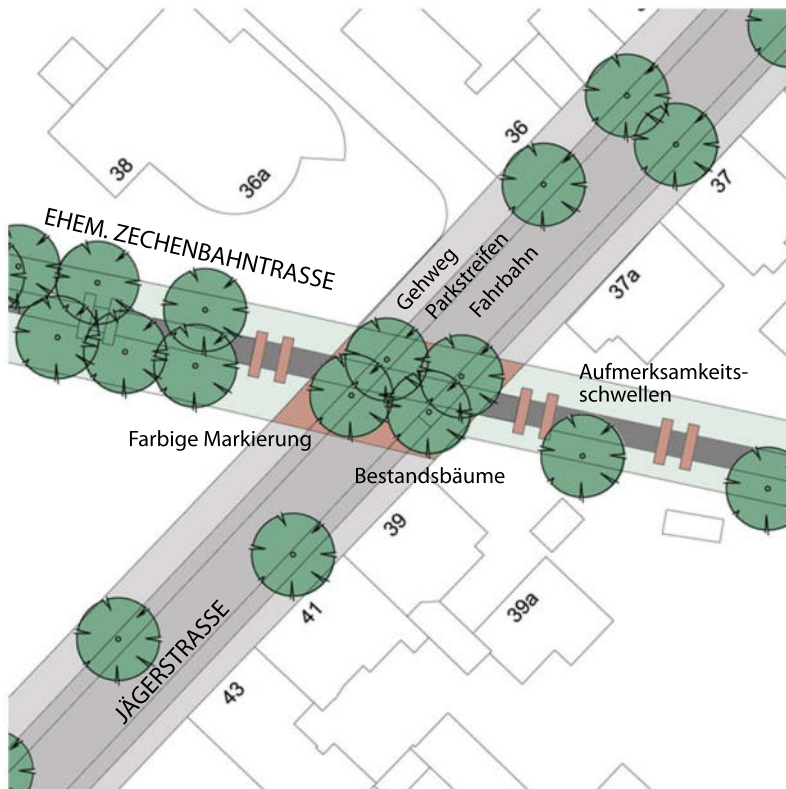 36
37
38
36a
EHEM. ZECHENBAHNTRASSE
Gehweg
Parkstreifen
Fahrbahn
37a
Aufmerksamkeits-
schwellen
Farbige Markierung
Bestandsbäume
39
39a
41
JÄGERSTRASSE
43